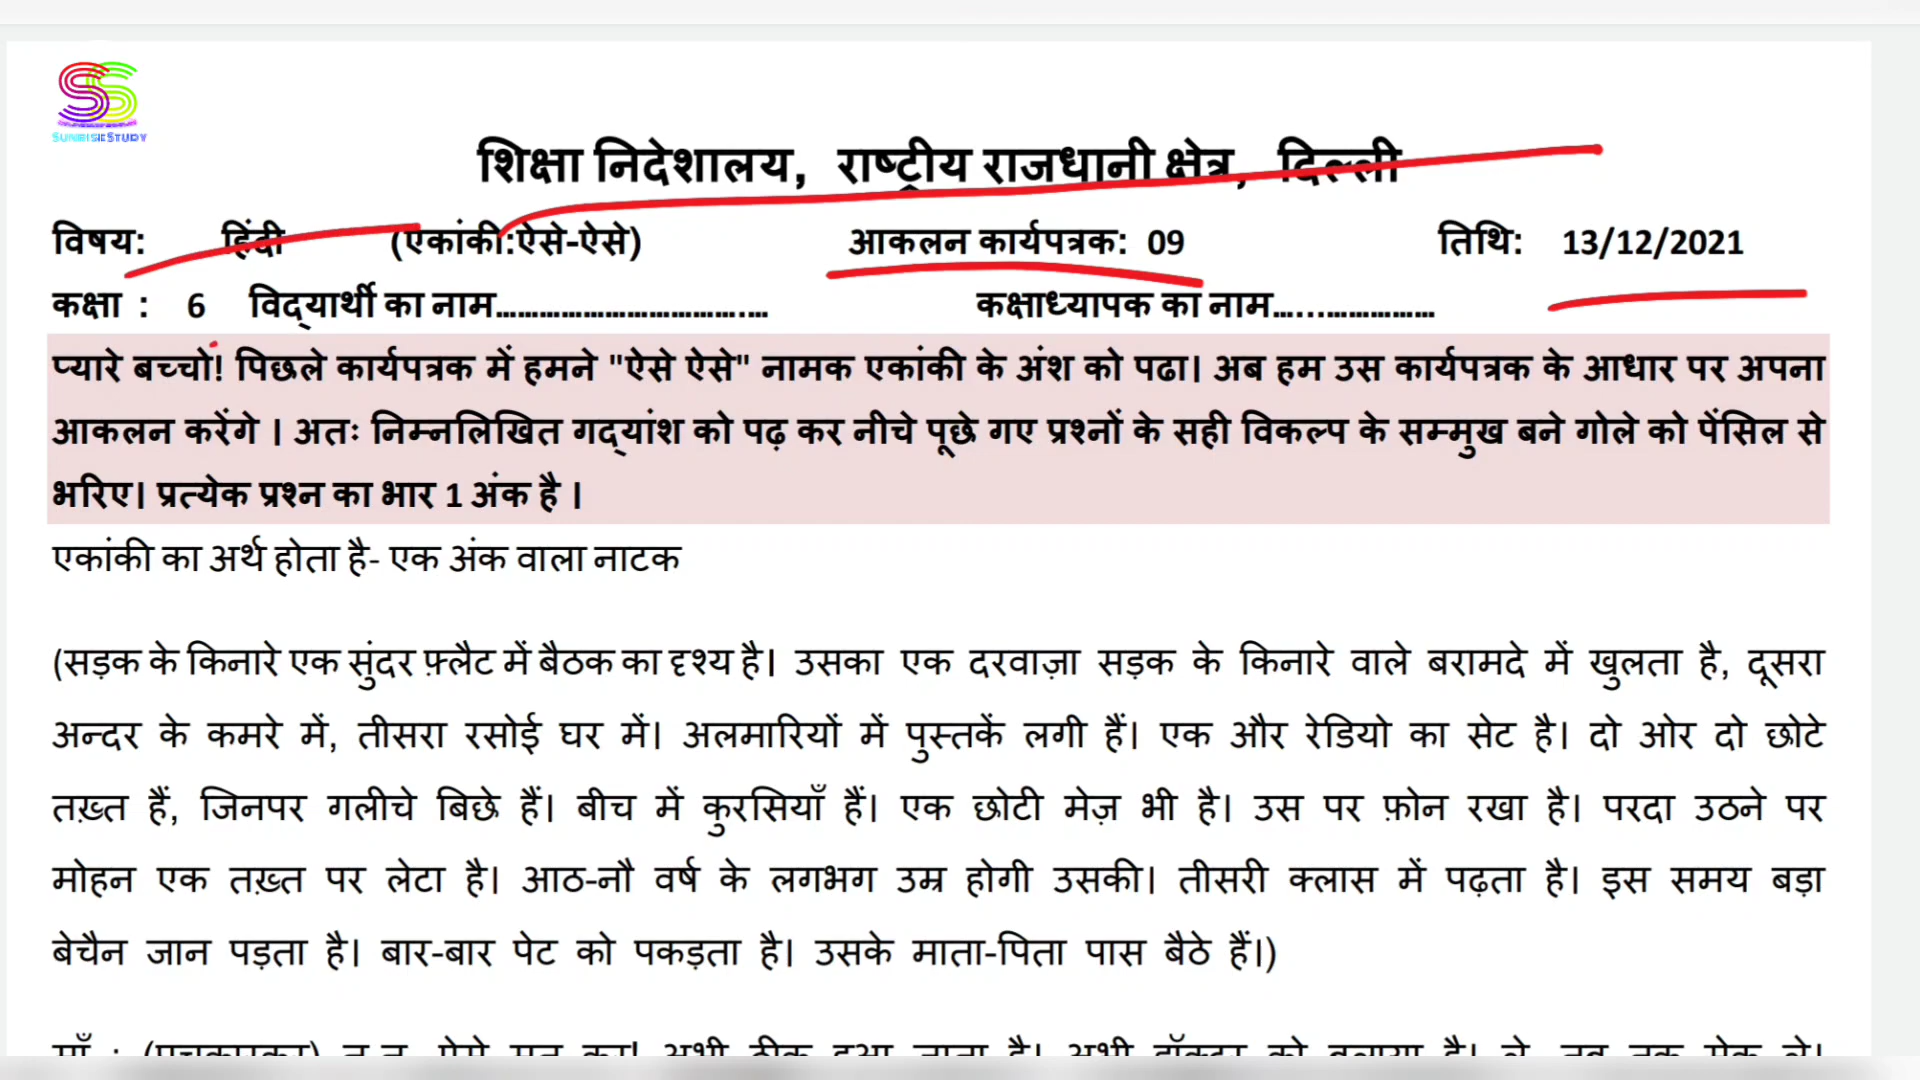 SUNRISE STUDY
शिक्षा निदेशालय, राष्ट्रीय राजधानी क्षेत्र, दिल्ली
विषय: हिंदी (एकांकी:ऐसे-ऐसे) आकलन कार्यपत्रक: 09 तिथि: 13/12/2021
कक्षा : 6 विद्यार्थी का नाम................................... कक्षाध्यापक का नाम......................
प्यारे बच्चो! पिछले कार्यपत्रक में हमने "ऐसे ऐसे" नामक एकांकी के अंश को पढा। अब हम उस कार्यपत्रक के आधार पर अपना
आकलन करेंगे । अतः निम्नलिखित गद्यांश को पढ़ कर नीचे पूछे गए प्रश्नों के सही विकल्प के सम्मुख बने गोले को पेंसिल से
भरिए। प्रत्येक प्रश्न का भार 1 अंक है ।
एकांकी का अर्थ होता है- एक अंक वाला नाटक
(सड़क के किनारे एक सुंदर फ़्लैट में बैठक का दृश्य है। उसका एक दरवाज़ा सड़क के किनारे वाले बरामदे में खुलता है, दूसरा
अन्दर के कमरे में, तीसरा रसोई घर में। अलमारियों में पुस्तकें लगी हैं। एक और रेडियो का सेट है। दो ओर दो छोटे
तख़्त हैं, जिनपर गलीचे बिछे हैं। बीच में कुरसियाँ हैं। एक छोटी मेज़ भी है। उस पर फ़ोन रखा है। परदा उठने पर
मोहन एक तख़्त पर लेटा है। आठ-नौ वर्ष के लगभग उम्र होगी उसकी। तीसरी क्लास में पढ़ता है। इस समय बड़ा
बेचैन जान पड़ता है। बार-बार पेट को पकड़ता है। उसके माता-पिता पास बैठे हैं।)